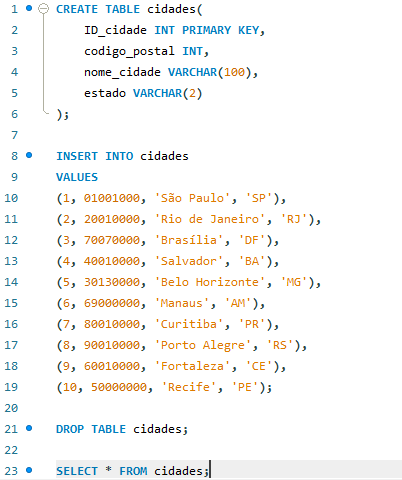 1 CREATE TABLE cidades(
2 ID_cidade INT PRIMARY KEY,
3 codigo_postal INT,
4 nome_cidade VARCHAR(100),
5 estado VARCHAR(2)
6 );
7
8 INSERT INTO cidades
9 VALUES
10 (1, 01001000, 'São Paulo', 'SP'),
11 (2, 20010000, 'Rio de Janeiro', 'RJ'),
12 (3, 70070000, 'Brasília', 'DF'),
13 (4, 40010000, 'Salvador', 'BA'),
14 (5, 30130000, 'Belo Horizonte', 'MG'),
15 (6, 69000000, 'Manaus', 'AM'),
16 (7, 80010000, 'Curitiba', 'PR'),
17 (8, 90010000, 'Porto Alegre', 'RS'),
18 (9, 60010000, 'Fortaleza', 'CE'),
19 (10, 50000000, 'Recife', 'PE');
20
21 DROP TABLE cidades;
22
23 SELECT * FROM cidades;